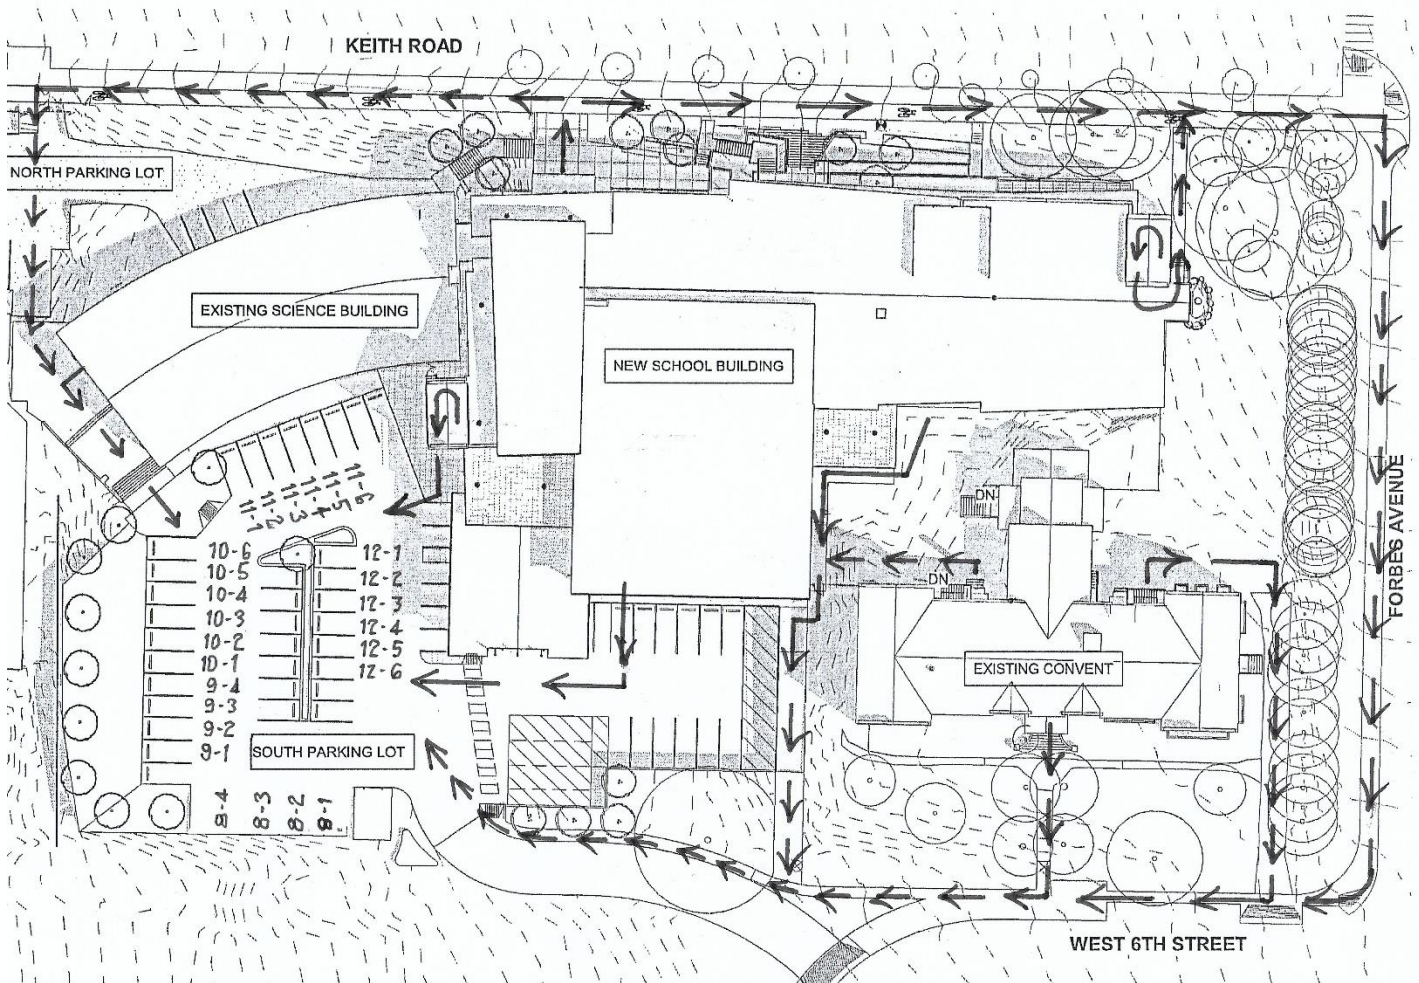 KEITH ROAD
NORTH PARKING LOT
EXISTING SCIENCE BUILDING
NEW SCHOOL BUILDING
FORBES AVENUE
DN
DN
EXISTING CONVENT
11-1
11-2
11-3
11-4
11-5
11-6
10-6
10-5
10-4
10-3
10-2
10-1
9-4
9-3
9-2
9-1
12-1
12-2
12-3
12-4
12-5
12-6
SOUTH PARKING LOT
8-4
8-3
8-2
8-1
WEST 6TH STREET